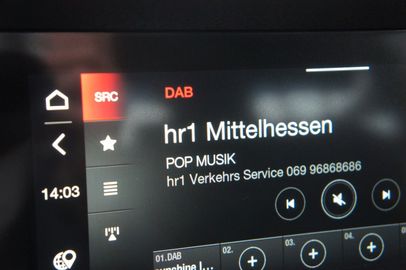 SRC
DAB
hr1 Mittelhessen
POP MUSIK
hr1 Verkehrs Service 069 96868686
14:03
01.DAB
02.
03.
04.